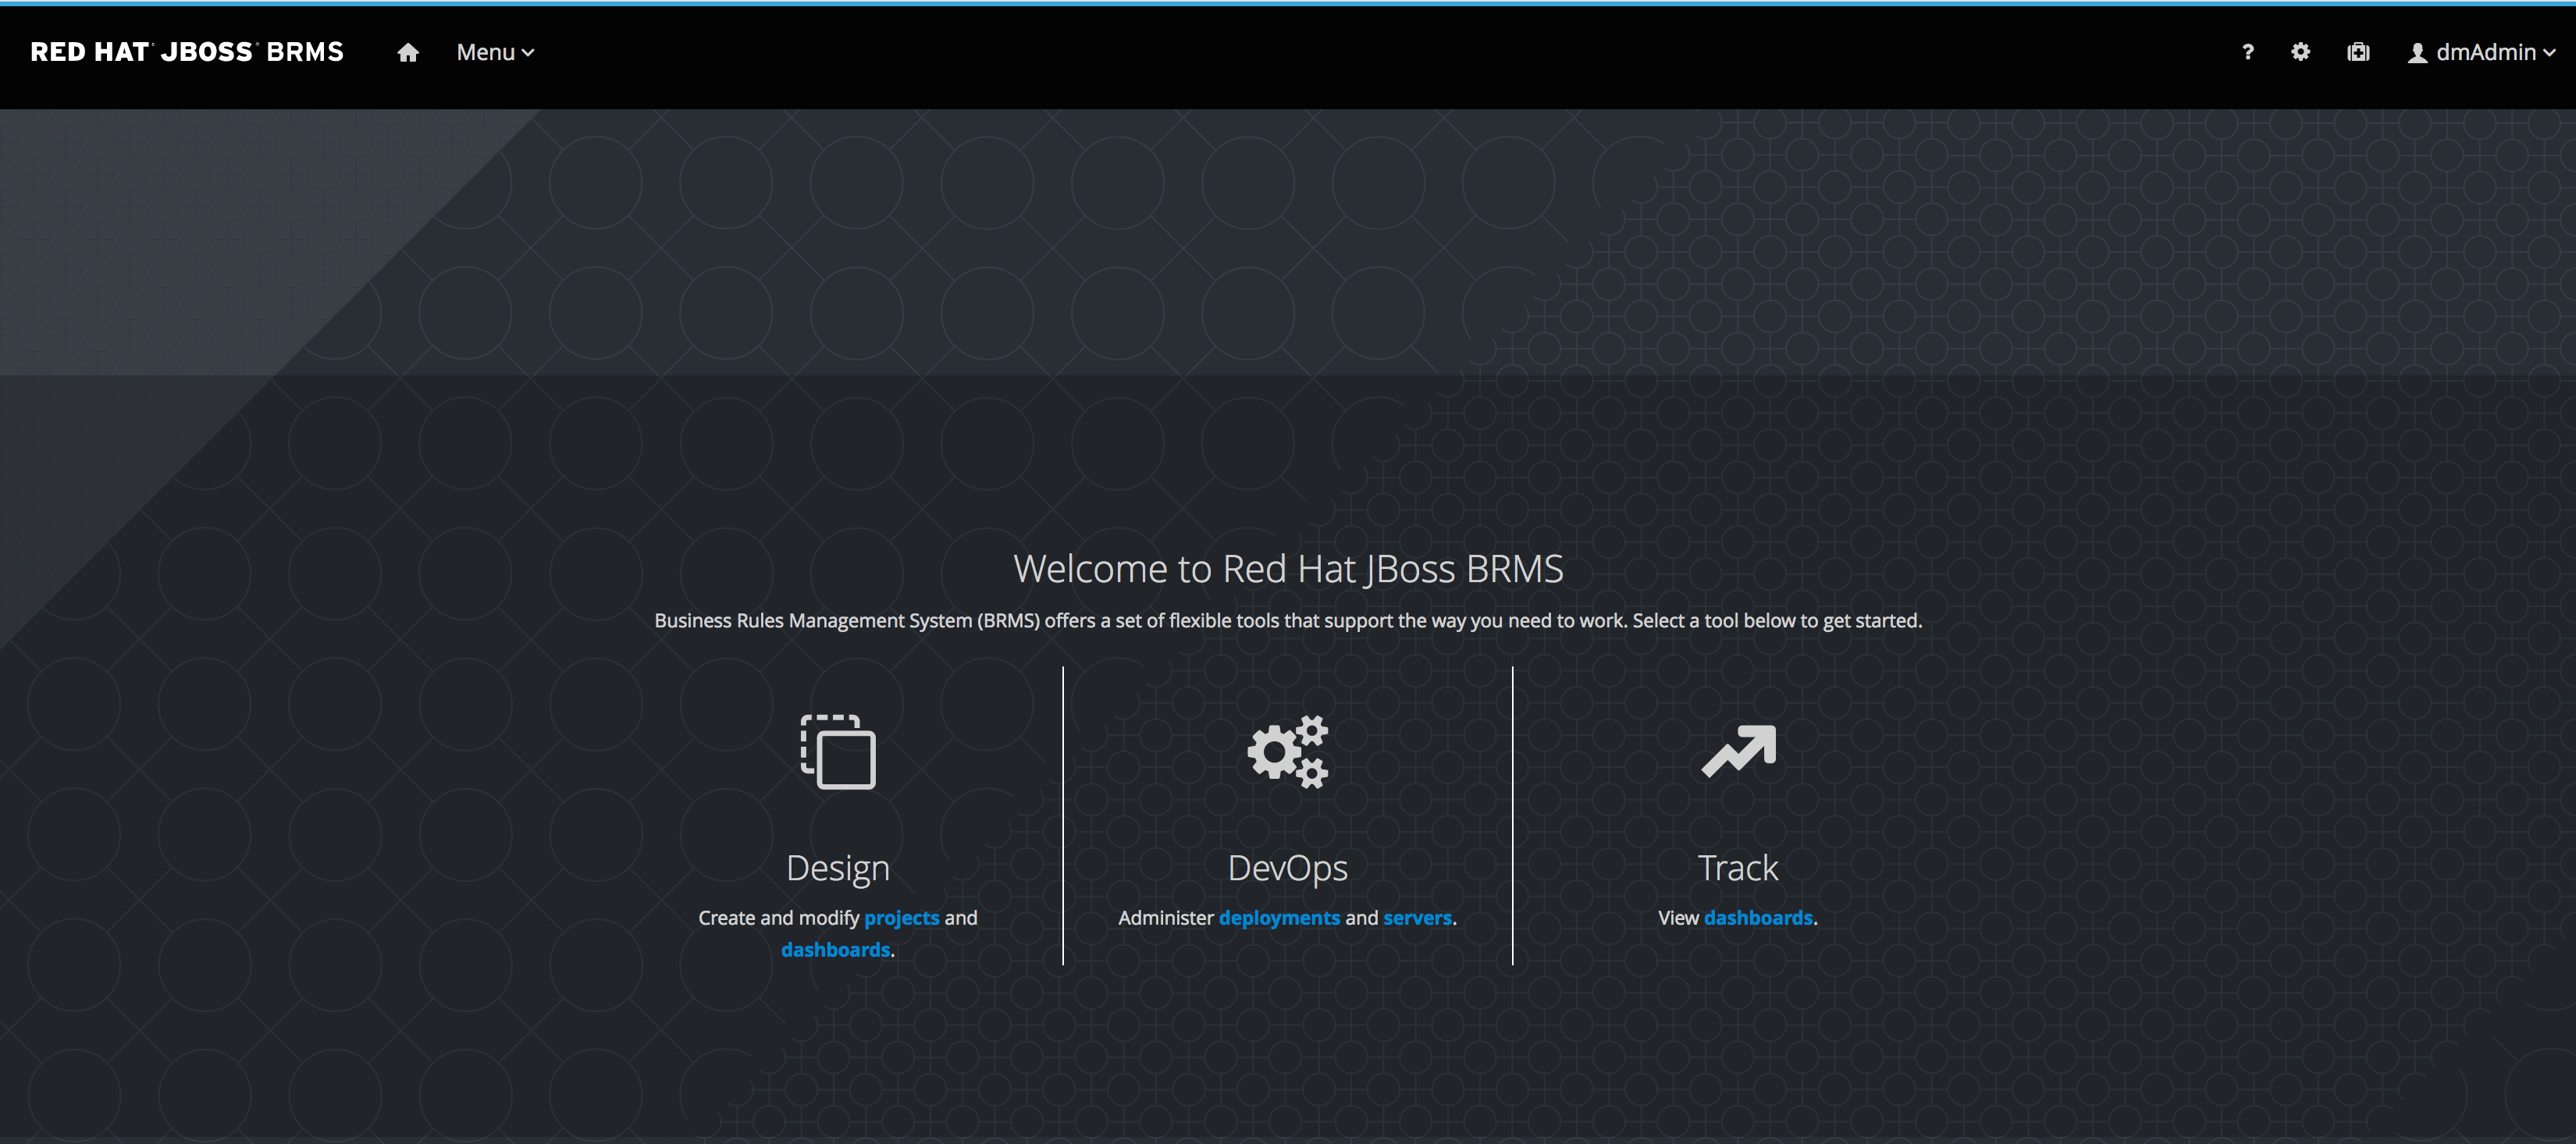 RED HAT JBOSS BRMS
Menu
?
dmAdmin
Welcome to Red Hat JBoss BRMS
Business Rules Management System (BRMS) offers a set of flexible tools that support the way you need to work. Select a tool below to get started.
Design
Create and modify projects and
dashboards.
DevOps
Administer deployments and servers.
Track
View dashboards.